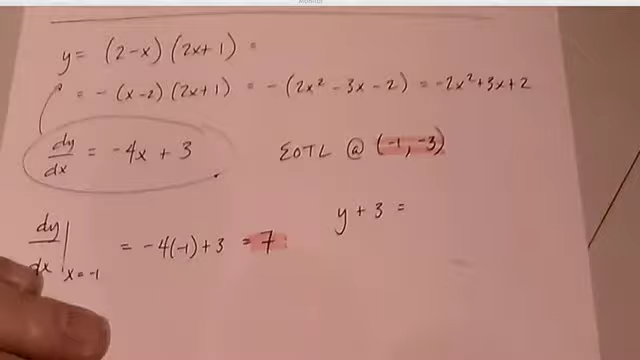 y = (2-x)(2x+1) =
= -(x-2)(2x+1) = -(2x² - 3x - 2) = -2x²+3x+2
dy/dx = -4x + 3
EOTL @ (-1, -3)
y + 3 =
dy/dx|x=-1 = -4(-1)+3 = 7